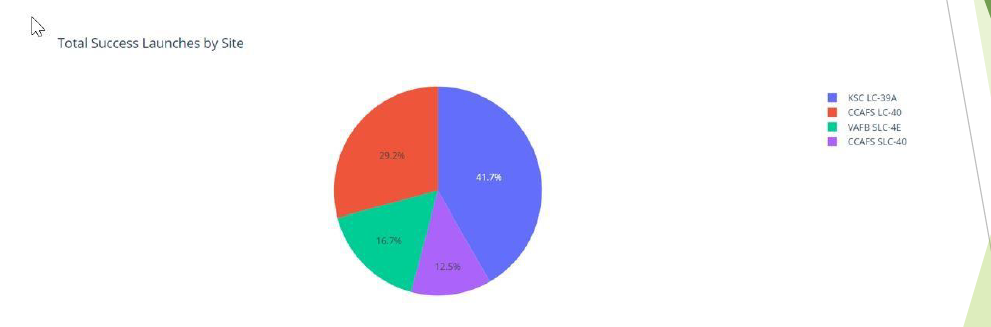 Total Success Launches by Site
KSC LC-39A
CCAFS LC-40
VAFB SLC-4E
CCAFS SLC-40
29.2%
41.7%
16.7%
12.5%